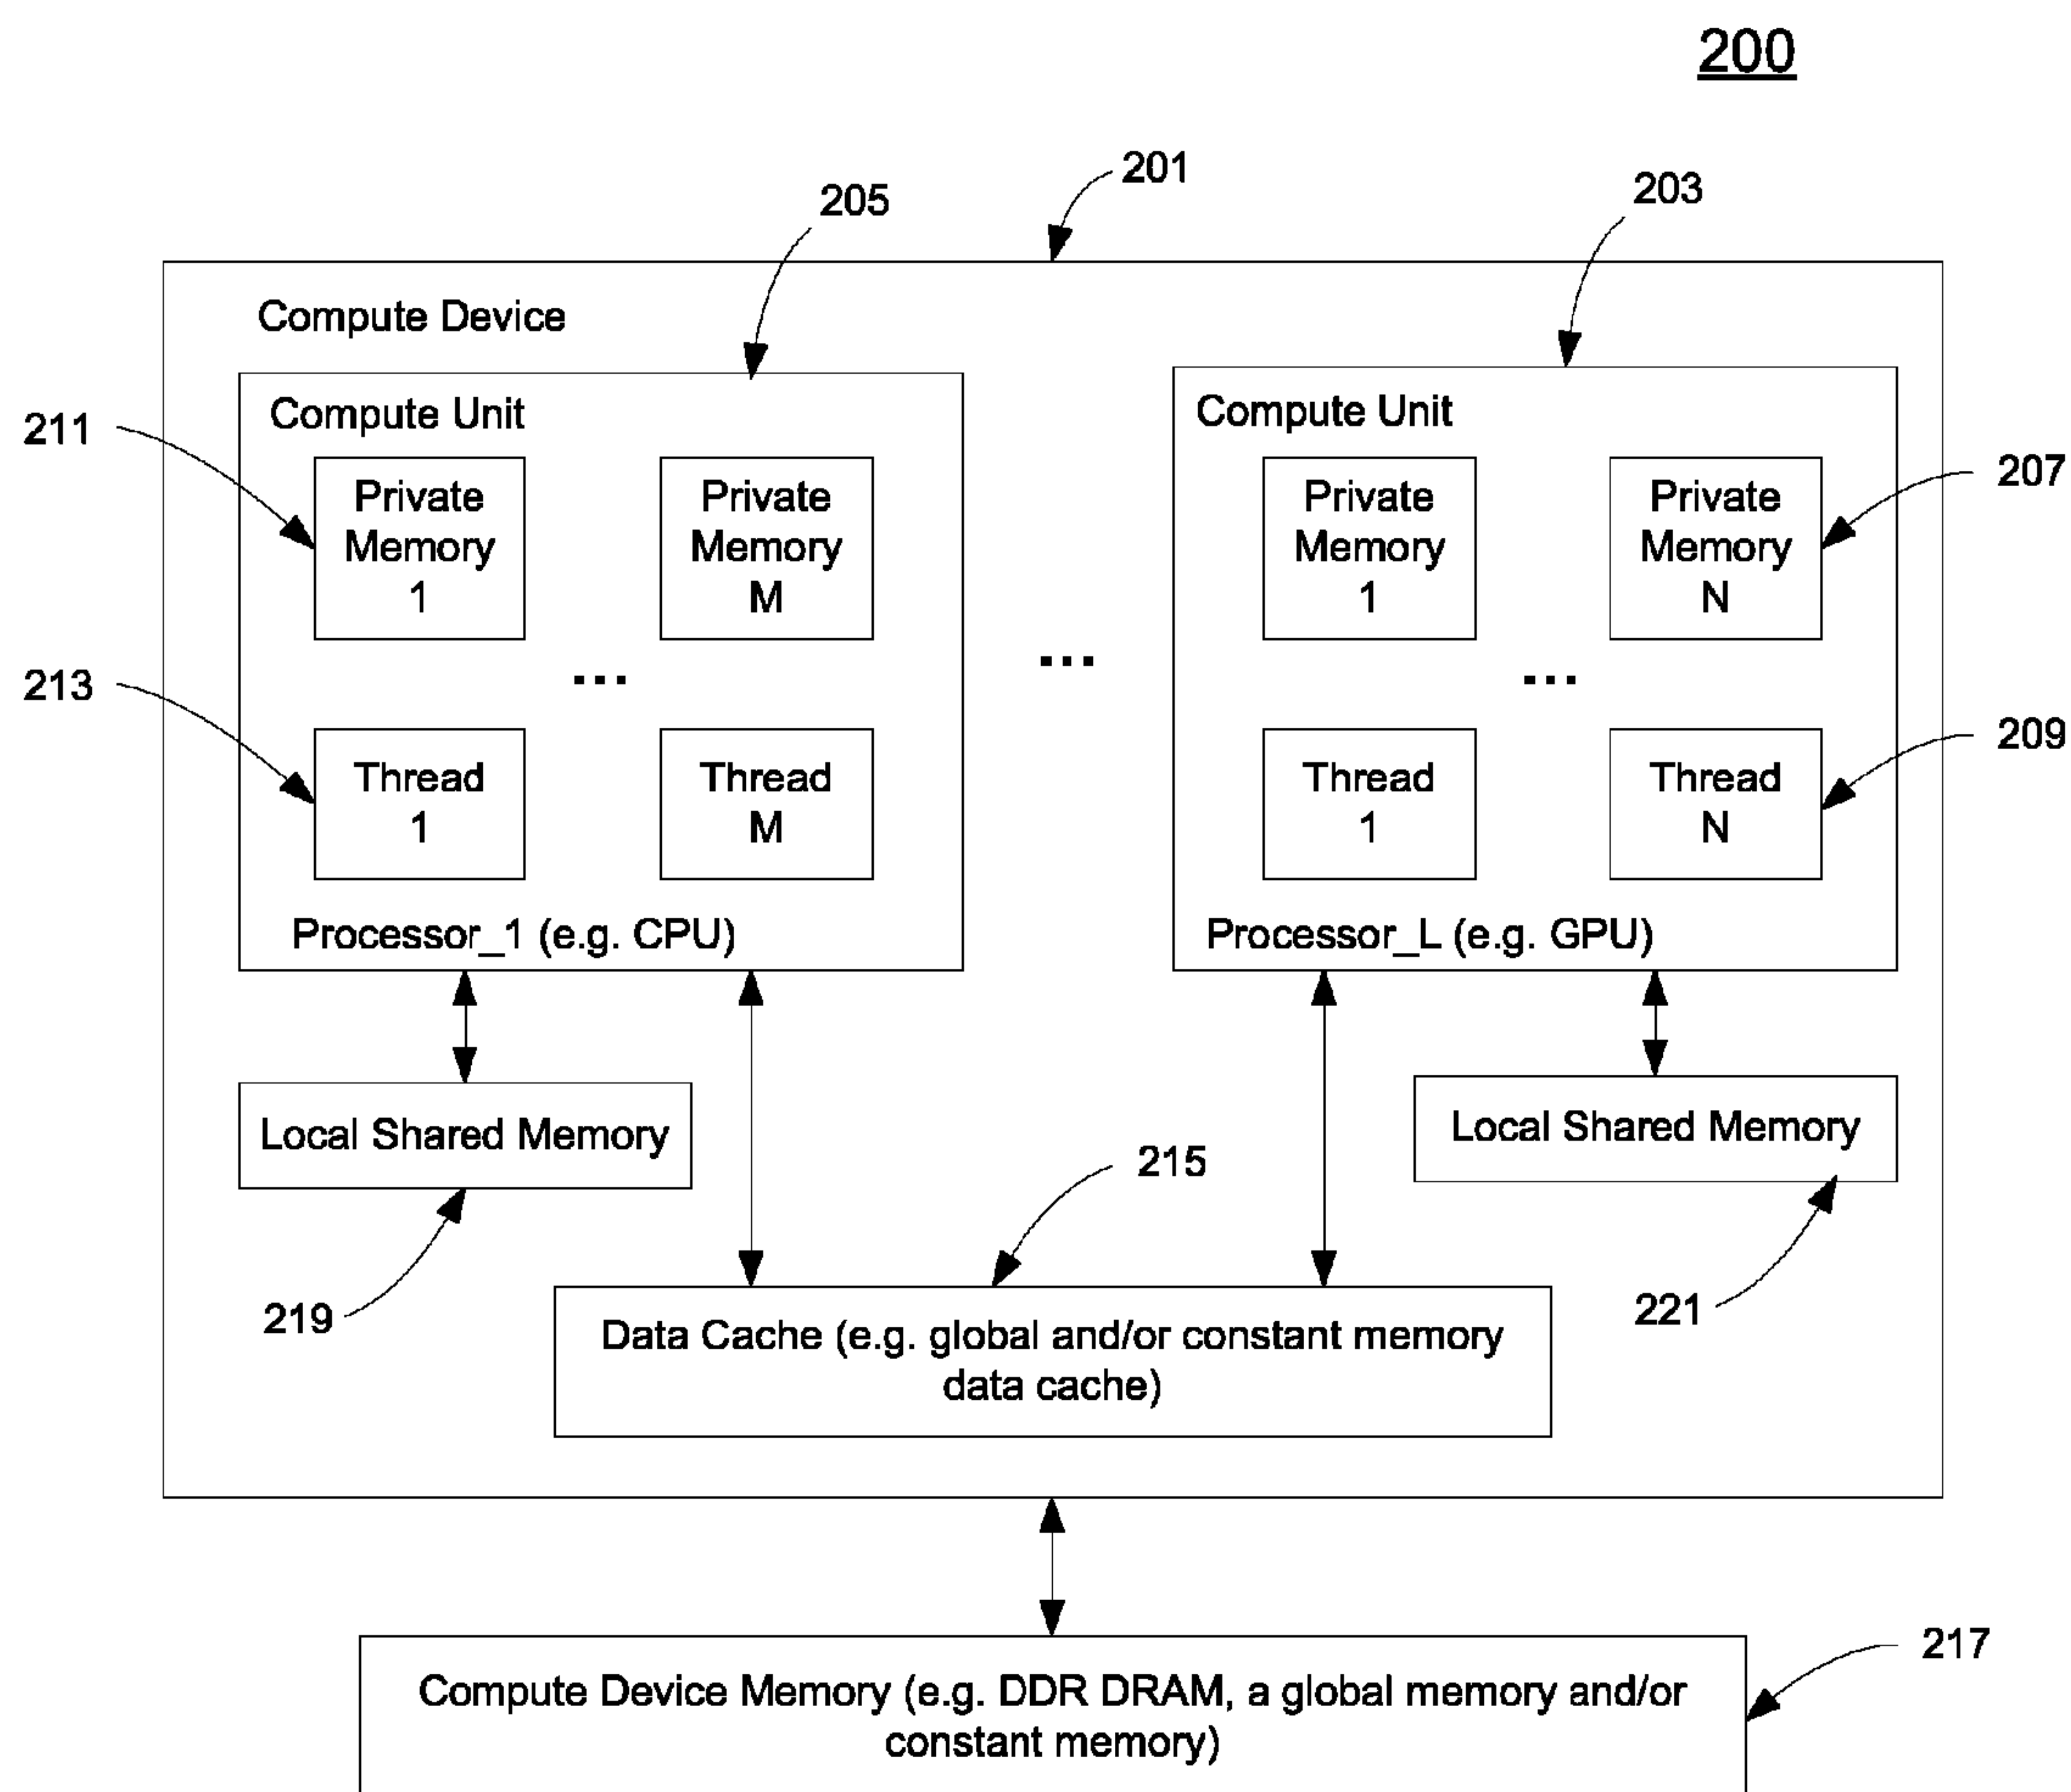 200
201
205
203
Compute Device
Compute Unit
Compute Unit
211
Private
Memory
1
Private
Memory
M
Private
Memory
1
Private
Memory
N
207
...
...
...
213
Thread
1
Thread
M
Thread
1
Thread
N
209
Processor_1 (e.g. CPU)
Processor_L (e.g. GPU)
Local Shared Memory
Local Shared Memory
215
219
221
Data Cache (e.g. global and/or constant memory
data cache)
217
Compute Device Memory (e.g. DDR DRAM, a global memory and/or
constant memory)